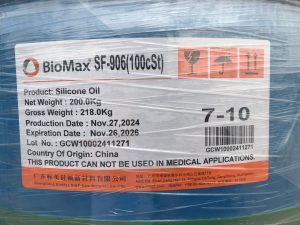 BioMax SF-906(100cSt)
Product: Silicone Oil
Net Weight : 200.0Kg
Gross Weight : 218.0Kg
Production Date : Nov.27,2024
Expiration Date : Nov.26,2026
Lot No. : GCW10002411271
Country Of Origin: China
7-10
GCW10002411271
THIS PRODUCT CAN NOT BE USED IN MEDICAL APPLICATIONS.